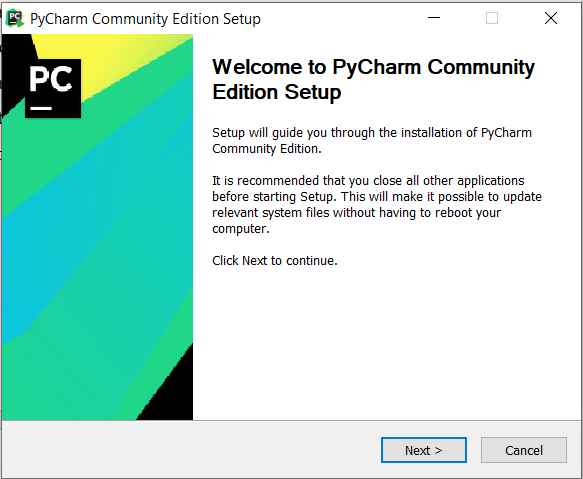 PyCharm Community Edition Setup
PC
Welcome to PyCharm Community
Edition Setup
Setup will guide you through the installation of PyCharm
Community Edition.
It is recommended that you close all other applications
before starting Setup. This will make it possible to update
relevant system files without having to reboot your
computer.
Click Next to continue.
Next >
Cancel